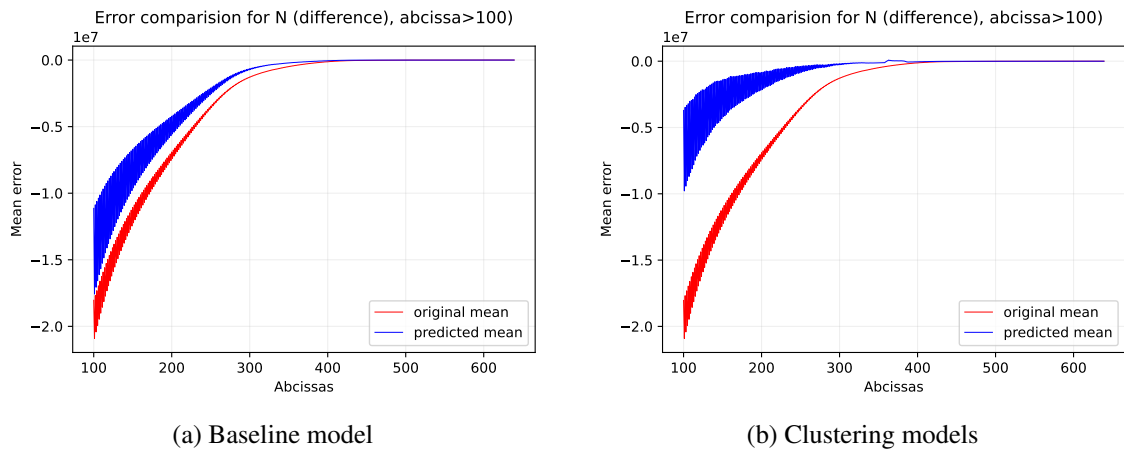 Error comparision for N (difference), abcissa>100)
1e7
0.0
−0.5
−1.0
−1.5
−2.0
Mean error
100 200 300 400 500 600
Abcissas
original mean
predicted mean
(a) Baseline model
Error comparision for N (difference), abcissa>100)
1e7
0.0
−0.5
−1.0
−1.5
−2.0
Mean error
100 200 300 400 500 600
Abcissas
original mean
predicted mean
(b) Clustering models